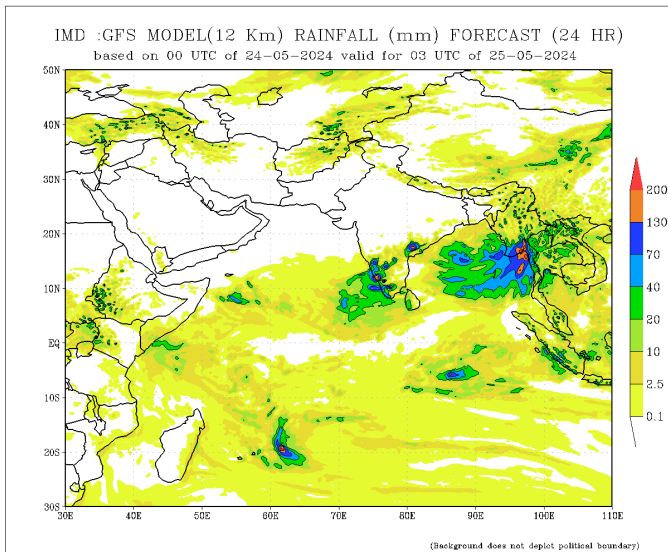 IMD :GFS MODEL(12 Km) RAINFALL (mm) FORECAST (24 HR)
based on 00 UTC of 24-05-2024 valid for 03 UTC of 25-05-2024
50N
40N
30N
20N
10N
EQ
10S
20S
30S
30E 40E 50E 60E 70E 80E 90E 100E 110E
200
130
70
40
20
10
2.5
0.1
(Background does not depict political boundary)